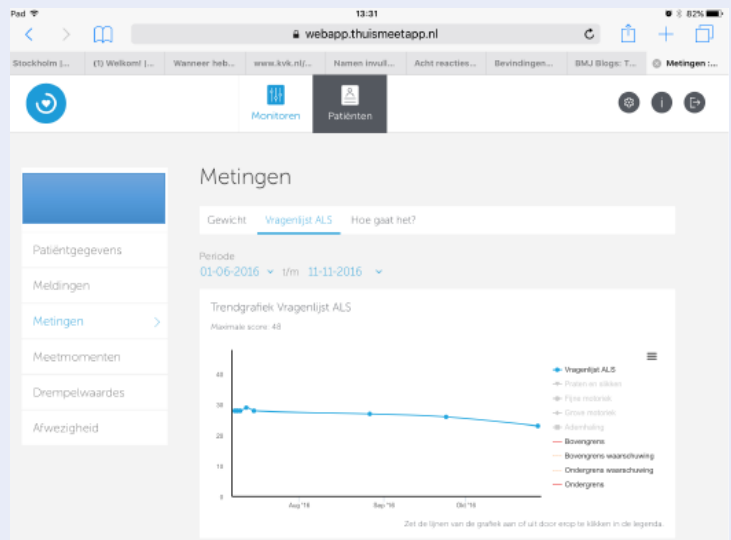 Pad 13:31 82%
webapp.thuismeetapp.nl
Stockholm |... (1) Welkom! |... Wanneer heb... www.kvk.nl/... Namen invull... Acht reacties... Bevindingen... BMJ Blogs: T... Metingen :...
Monitoren Patiënten
Metingen
Gewicht Vragenlijst ALS Hoe gaat het?
Patiëntgegevens
Meldingen
Metingen
Meetmomenten
Drempelwaardes
Afwezigheid
Periode
01-06-2016 t/m 11-11-2016
Trendgrafiek Vragenlijst ALS
Maximale score: 48
Vragenlijst ALS
Praten en slikken
Fijne motoriek
Grove motoriek
Ademhaling
Bovengrens
Bovengrens waarschuwing
Ondergrens waarschuwing
Ondergrens
20
10
0
Aug '16 Sep '16 Okt '16
Zet de lijnen van de grafiek aan of uit door erop te klikken in de legenda.